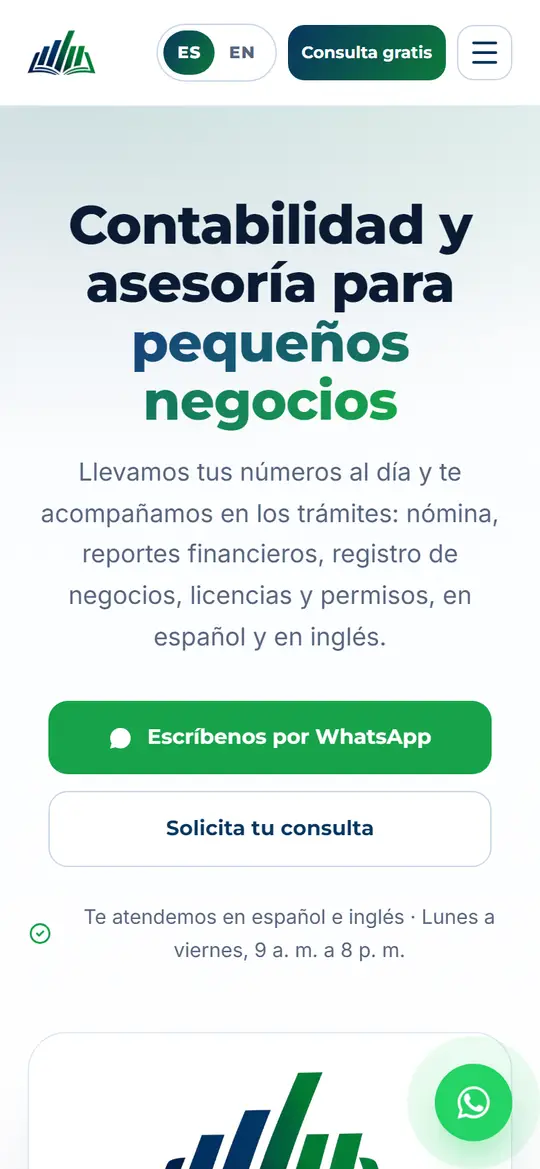 ES EN Consulta gratis
Contabilidad y
asesoría para
pequeños
negocios
Llevamos tus números al día y te
acompañamos en los trámites: nómina,
reportes financieros, registro de
negocios, licencias y permisos, en
español y en inglés.
Escríbenos por WhatsApp
Solicita tu consulta
Te atendemos en español e inglés · Lunes a
viernes, 9 a. m. a 8 p. m.